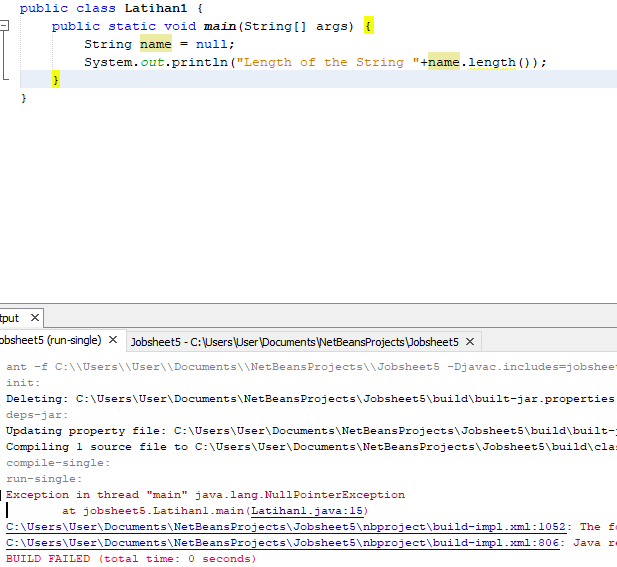 public class Latihan1 {
public static void main(String[] args) {
String name = null;
System.out.println("Length of the String "+name.length());
}
}
tput
obsheet5 (run-single)
Jobsheet5 - C:\Users\User\Documents\NetBeansProjects\Jobsheet5
ant -f C:\\Users\\User\\Documents\\NetBeansProjects\\Jobsheet5 -Djavac.includes=jobsheet
init:
Deleting: C:\Users\User\Documents\NetBeansProjects\Jobsheet5\build\built-jar.properties
deps-jar:
Updating property file: C:\Users\User\Documents\NetBeansProjects\Jobsheet5\build\built-j
Compiling 1 source file to C:\Users\User\Documents\NetBeansProjects\Jobsheet5\build\cla
compile-single:
run-single:
Exception in thread "main" java.lang.NullPointerException
at jobsheet5.Latihan1.main(Latihan1.java:15)
C:\Users\User\Documents\NetBeansProjects\Jobsheet5\nbproject\build-impl.xml:1052: The fo
C:\Users\User\Documents\NetBeansProjects\Jobsheet5\nbproject\build-impl.xml:806: Java re
BUILD FAILED (total time: 0 seconds)